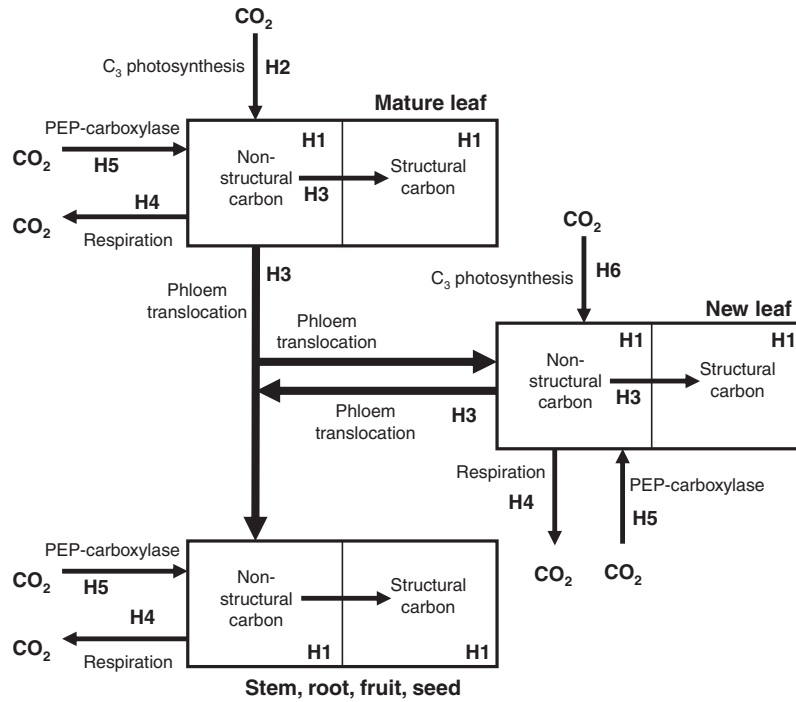 CO₂
C₃ photosynthesis
H2
Mature leaf
PEP-carboxylase
CO₂
H5
H1
H1
Non-
structural
carbon
H3
Structural
carbon
H4
CO₂
Respiration
H3
Phloem
translocation
CO₂
C₃ photosynthesis
H6
New leaf
Phloem
translocation
H1
H1
Non-
structural
carbon
H3
Structural
carbon
Phloem
translocation
H3
Respiration
H4
PEP-carboxylase
H5
CO₂
CO₂
PEP-carboxylase
CO₂
H5
Non-
structural
carbon
Structural
carbon
H4
CO₂
Respiration
H1
H1
Stem, root, fruit, seed